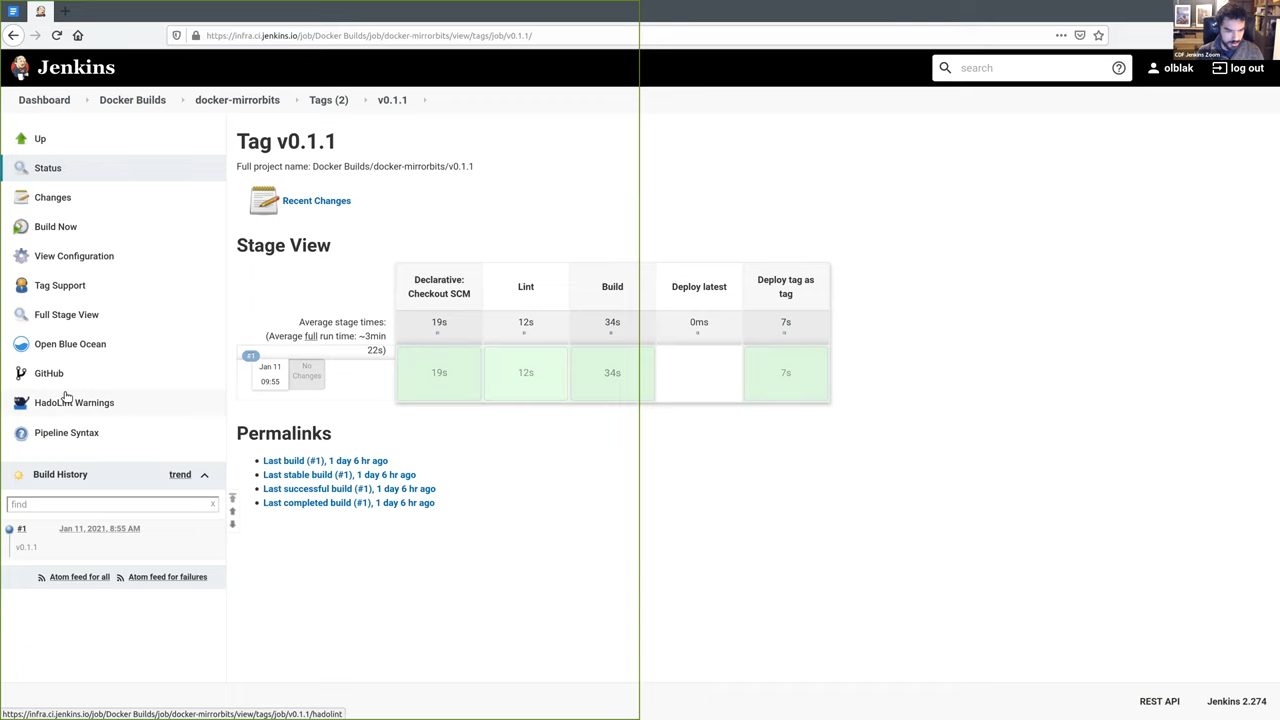 https://infra.ci.jenkins.io/job/Docker Builds/job/docker-mirrorbits/view/tags/job/v0.1.1/
CDF Jenkins Zoom
Jenkins
search
olblak
log out
Dashboard
Docker Builds
docker-mirrorbits
Tags (2)
v0.1.1
Up
Status
Changes
Build Now
View Configuration
Tag Support
Full Stage View
Open Blue Ocean
GitHub
HadoLint Warnings
Pipeline Syntax
Build History
trend
find
x
#1
Jan 11, 2021, 8:55 AM
v0.1.1
Atom feed for all
Atom feed for failures
Tag v0.1.1
Full project name: Docker Builds/docker-mirrorbits/v0.1.1
Recent Changes
Stage View
Declarative:
Checkout SCM
Lint
Build
Deploy latest
Deploy tag as
tag
Average stage times:
(Average full run time: ~3min
22s)
19s
12s
34s
0ms
7s
#1
Jan 11
09:55
No
Changes
19s
12s
34s
7s
Permalinks
Last build (#1), 1 day 6 hr ago
Last stable build (#1), 1 day 6 hr ago
Last successful build (#1), 1 day 6 hr ago
Last completed build (#1), 1 day 6 hr ago
REST API
Jenkins 2.274
https://infra.ci.jenkins.io/job/Docker Builds/job/docker-mirrorbits/view/tags/job/v0.1.1/hadolint